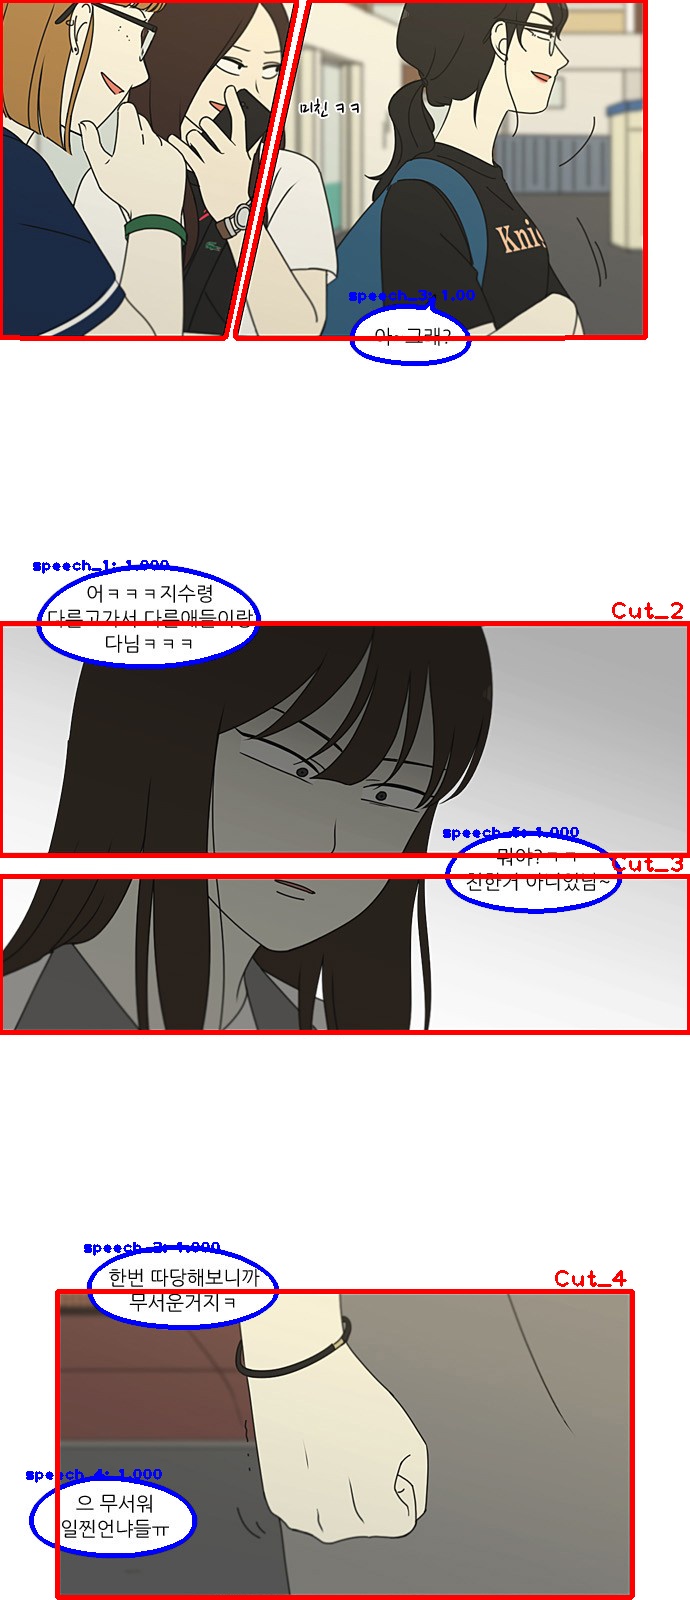 미친 ㅋㅋ
Knig
speech_3: 1.00
아~ 그래?
speech_1: 1.000
어ㅋㅋㅋ지수령
다른고가서 다른애들이랑
다님ㅋㅋㅋ
Cut_2
speech_5: 1.000
뭐야?ㅋㅋ
Cut_3
친한거 아니었님~
speech_2: 1.000
한번 따당해보니까
무서운거지ㅋ
Cut_4
speech_4: 1.000
으 무서워
일찐언냐들ㅠ